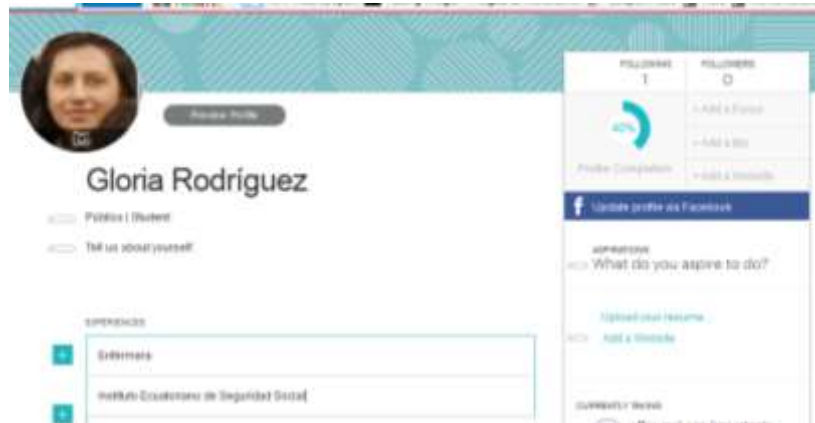 FOLLOWING
1
FOLLOWERS
0
Preview Profile
40%
Profile Completion
+ Add a Focus
+ Add a Bio
+ Add a Website
Gloria Rodríguez
Update profile via Facebook
Público | Student
Tell us about yourself
ASPIRATIONS
What do you aspire to do?
Upload your resume
Add a Website
EXPERIENCES
Enfermera
Instituto Ecuatoriano de Seguridad Social
CURRENTLY TAKING